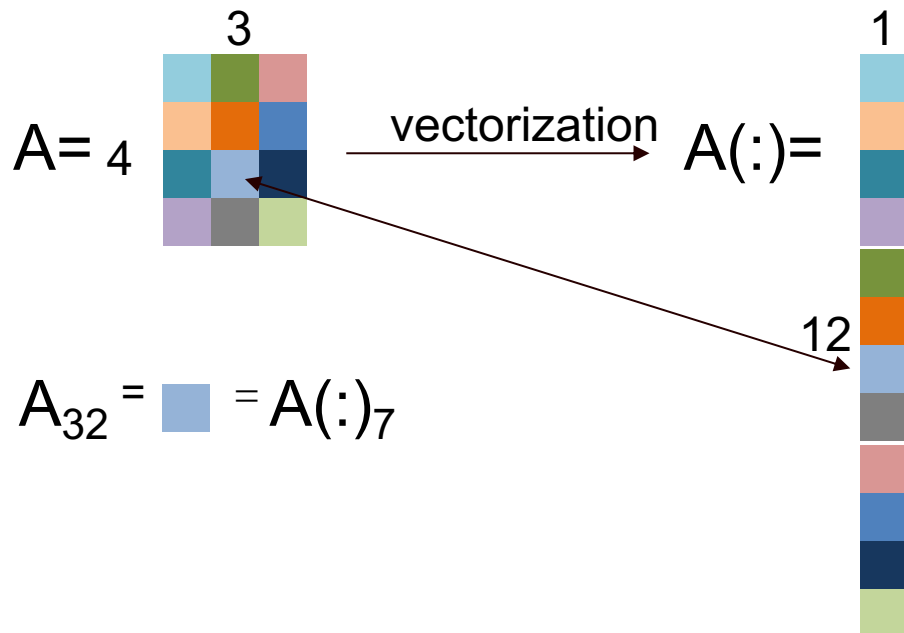 3
1
A= 4
vectorization
A(:)=
12
A32 = = A(:)7